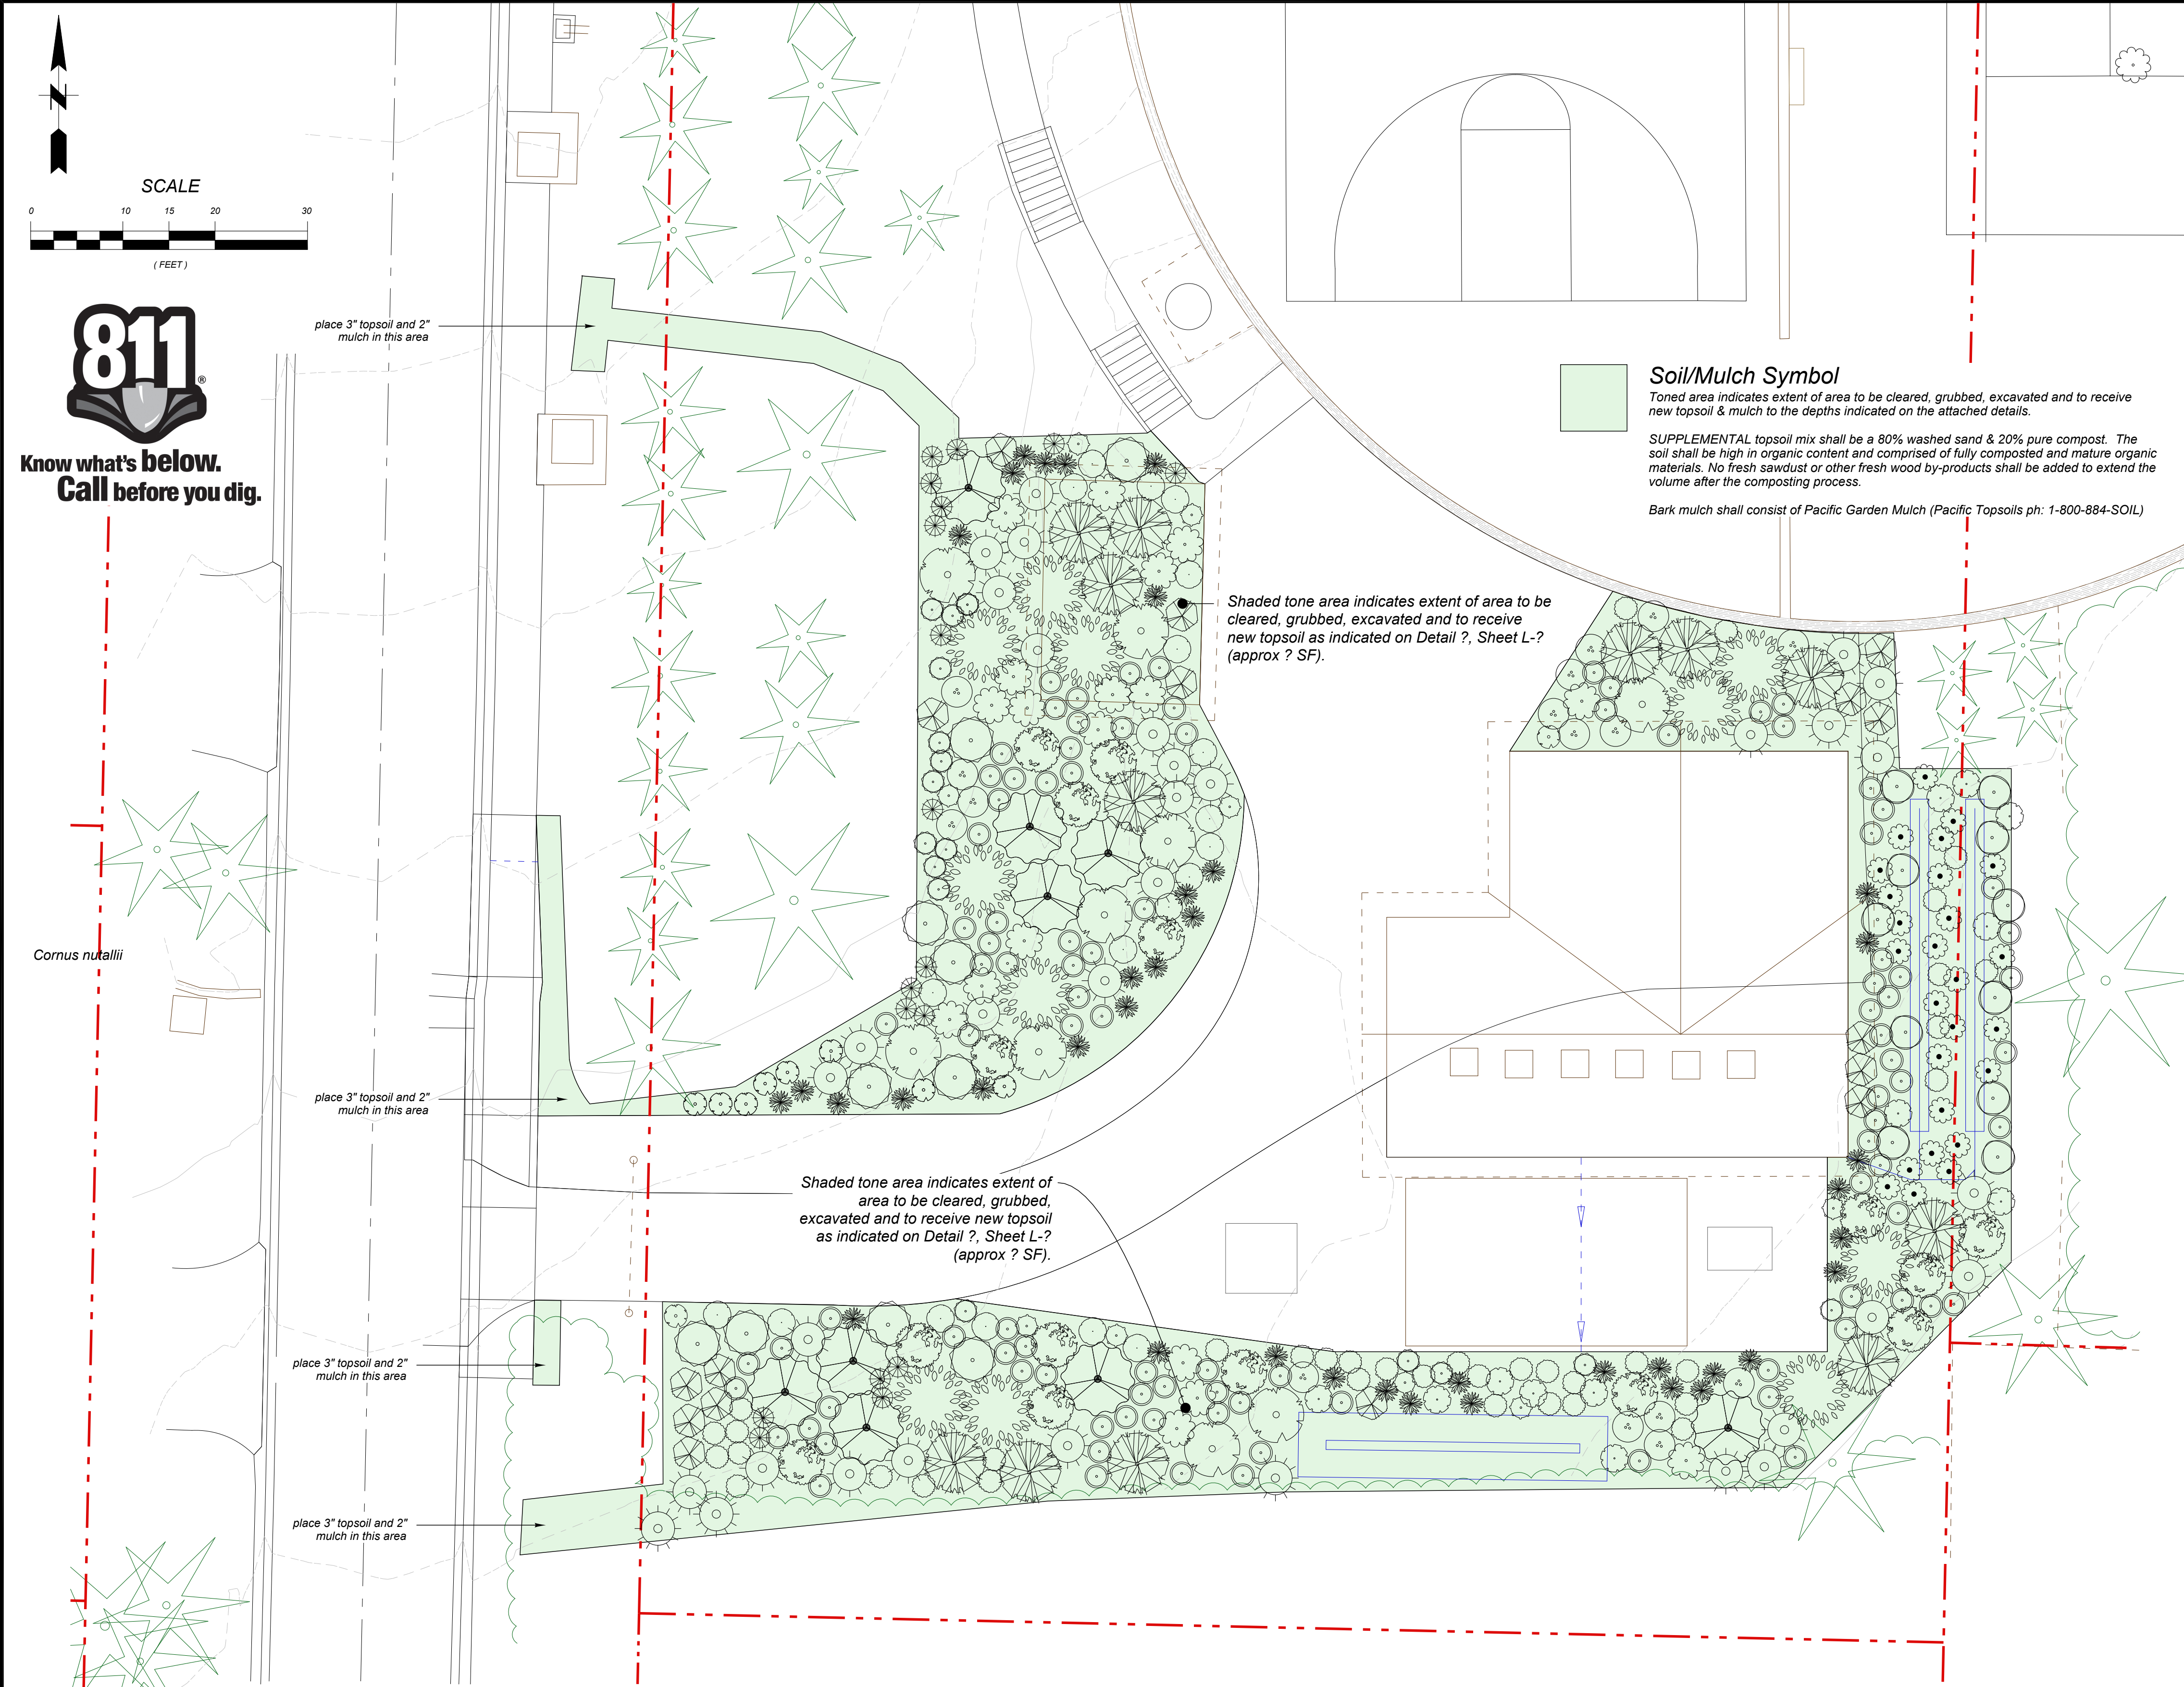 N
SCALE
0 10 15 20 30
( FEET )
811®
Know what's below.
Call before you dig.
place 3" topsoil and 2"
mulch in this area
Soil/Mulch Symbol
Toned area indicates extent of area to be cleared, grubbed, excavated and to receive
new topsoil & mulch to the depths indicated on the attached details.
SUPPLEMENTAL topsoil mix shall be a 80% washed sand & 20% pure compost. The
soil shall be high in organic content and comprised of fully composted and mature organic
materials. No fresh sawdust or other fresh wood by-products shall be added to extend the
volume after the composting process.
Bark mulch shall consist of Pacific Garden Mulch (Pacific Topsoils ph: 1-800-884-SOIL)
Shaded tone area indicates extent of area to be
cleared, grubbed, excavated and to receive
new topsoil as indicated on Detail ?, Sheet L-?
(approx ? SF).
Cornus nutallii
place 3" topsoil and 2"
mulch in this area
Shaded tone area indicates extent of
area to be cleared, grubbed,
excavated and to receive new topsoil
as indicated on Detail ?, Sheet L-?
(approx ? SF).
place 3" topsoil and 2"
mulch in this area
place 3" topsoil and 2"
mulch in this area